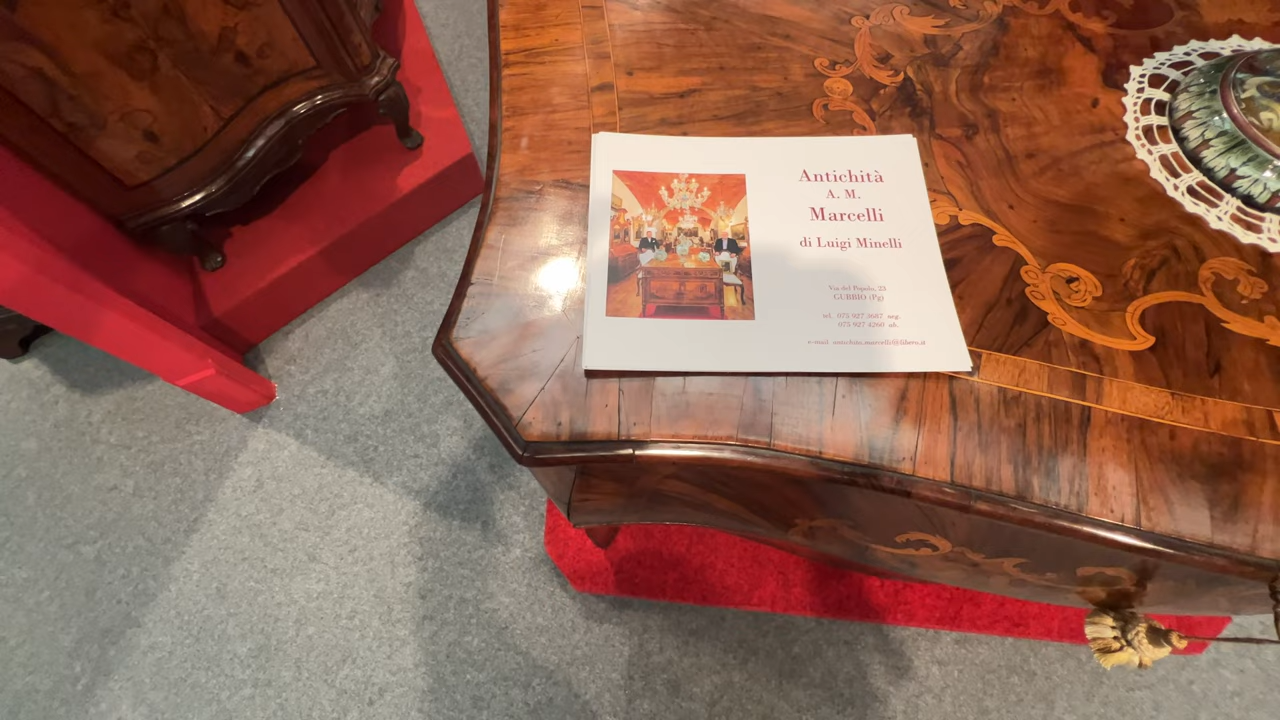 Antichità
A. M.
Marcelli
di Luigi Minelli
Via del Popolo, 23
GUBBIO (Pg)
tel. 075 927 3687 neg.
075 927 4260 ab.
e-mail: antichita.marcelli@libero.it